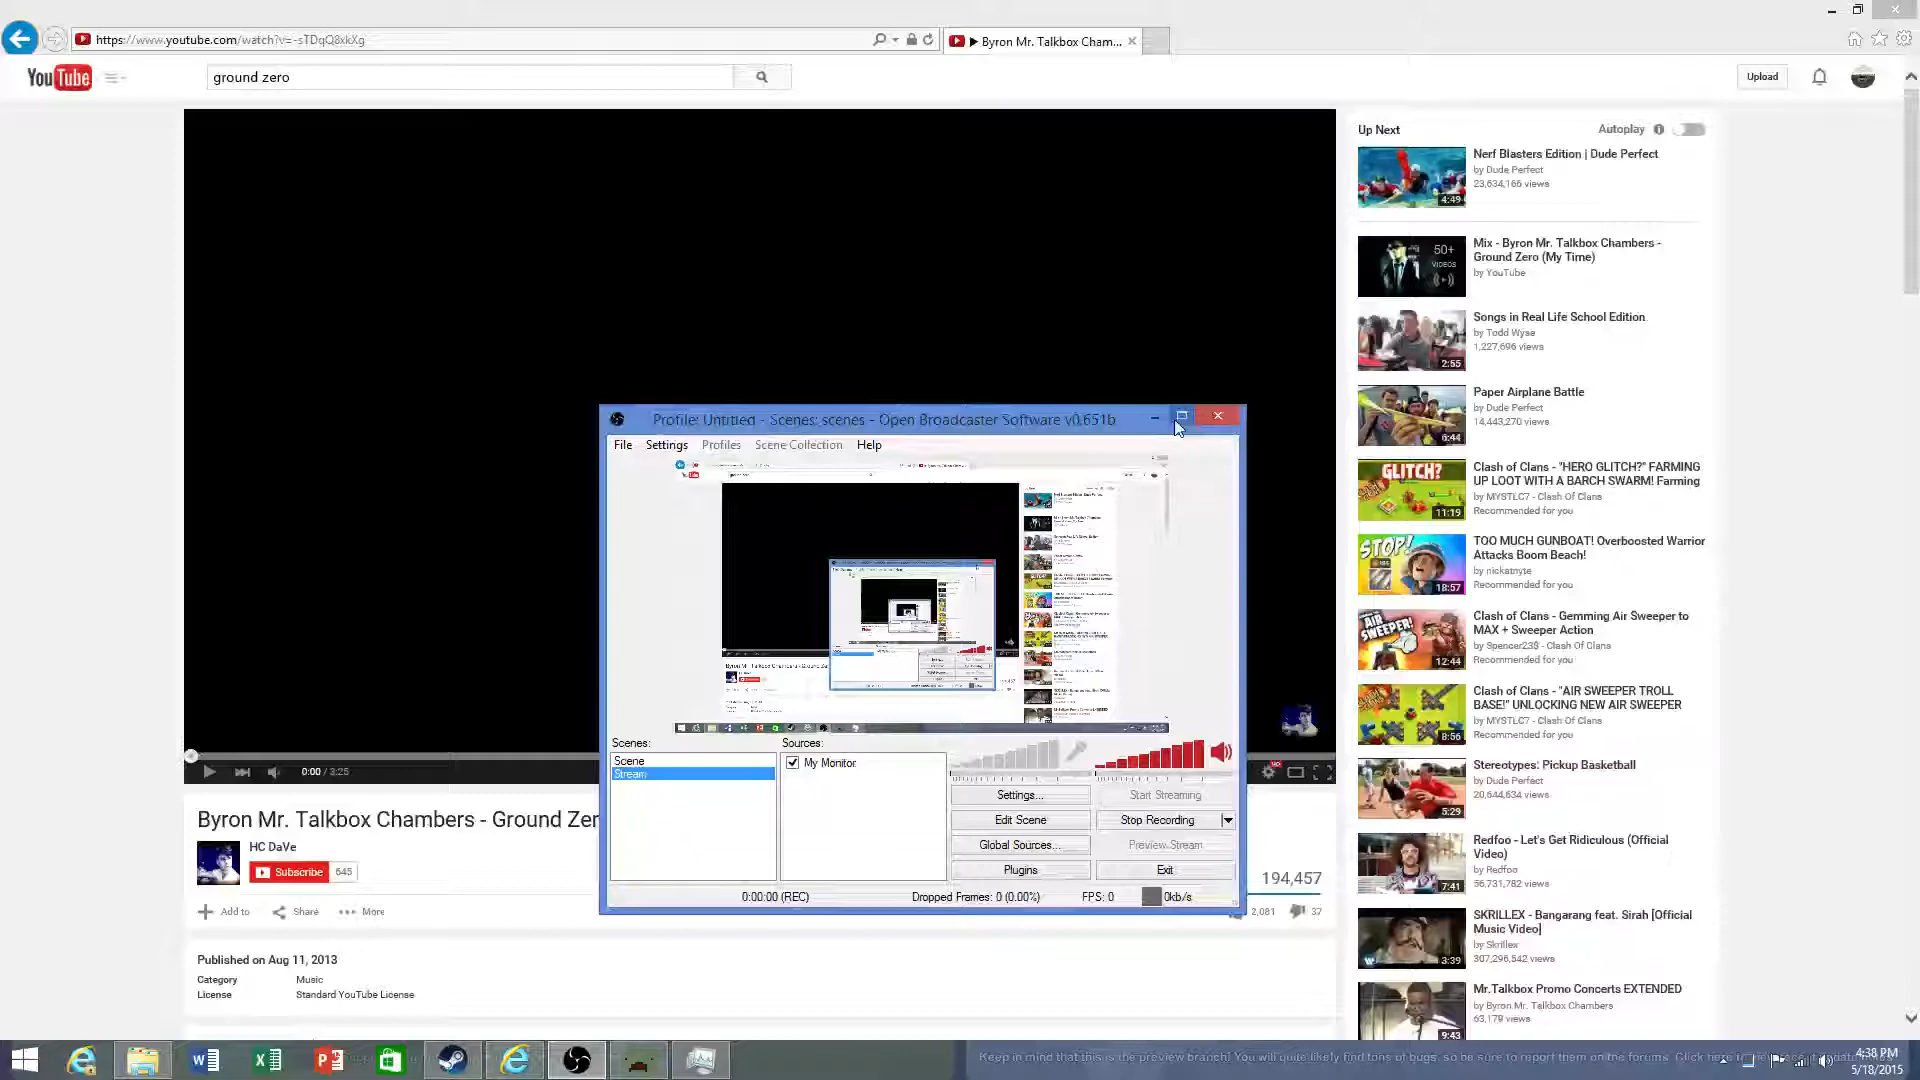 https://www.youtube.com/watch?v=-sTDqQ8xkXg
▶ Byron Mr. Talkbox Cham...
YouTube
ground zero
Upload
Up Next
Autoplay
Nerf Blasters Edition | Dude Perfect
by Dude Perfect
23,634,166 views
4:49
Mix - Byron Mr. Talkbox Chambers -
Ground Zero (My Time)
by YouTube
50+
VIDEOS
Songs in Real Life School Edition
by Todd Wyse
1,227,696 views
2:55
Paper Airplane Battle
by Dude Perfect
14,443,270 views
6:44
Clash of Clans - "HERO GLITCH?" FARMING
UP LOOT WITH A BARCH SWARM! Farming
by MYSTLC7 - Clash Of Clans
Recommended for you
GLITCH?
11:19
TOO MUCH GUNBOAT! Overboosted Warrior
Attacks Boom Beach!
by nickatnyte
Recommended for you
STOP!
18:57
Clash of Clans - Gemming Air Sweeper to
MAX + Sweeper Action
by Spencer23$ - Clash Of Clans
Recommended for you
AIR SWEEPER!
12:44
Clash of Clans - "AIR SWEEPER TROLL
BASE!" UNLOCKING NEW AIR SWEEPER
by MYSTLC7 - Clash Of Clans
Recommended for you
8:56
Stereotypes: Pickup Basketball
by Dude Perfect
20,644,634 views
5:29
Redfoo - Let's Get Ridiculous (Official
Video)
by Redfoo
56,731,782 views
7:41
SKRILLEX - Bangarang feat. Sirah [Official
Music Video]
by Skrillex
307,296,542 views
3:39
Mr.Talkbox Promo Concerts EXTENDED
by Byron Mr. Talkbox Chambers
63,179 views
9:43
Profile: Untitled - Scenes: scenes - Open Broadcaster Software v0.651b
File Settings Profiles Scene Collection Help
Scenes:
Sources:
Scene
Stream
My Monitor
Settings...
Start Streaming
Edit Scene
Stop Recording
Global Sources...
Preview Stream
Plugins
Exit
0:00:00 (REC)
Dropped Frames: 0 (0.00%)
FPS: 0
0kb/s
0:00 / 3:25
HD
Byron Mr. Talkbox Chambers - Ground Zer
HC DaVe
Subscribe
645
194,457
Add to
Share
More
2,081
37
Published on Aug 11, 2013
Category
Music
License
Standard YouTube License
Keep in mind that this is the preview branch! You will quite likely find tons of bugs, so be sure to report them on the forums. Click here
4:38 PM
5/18/2015